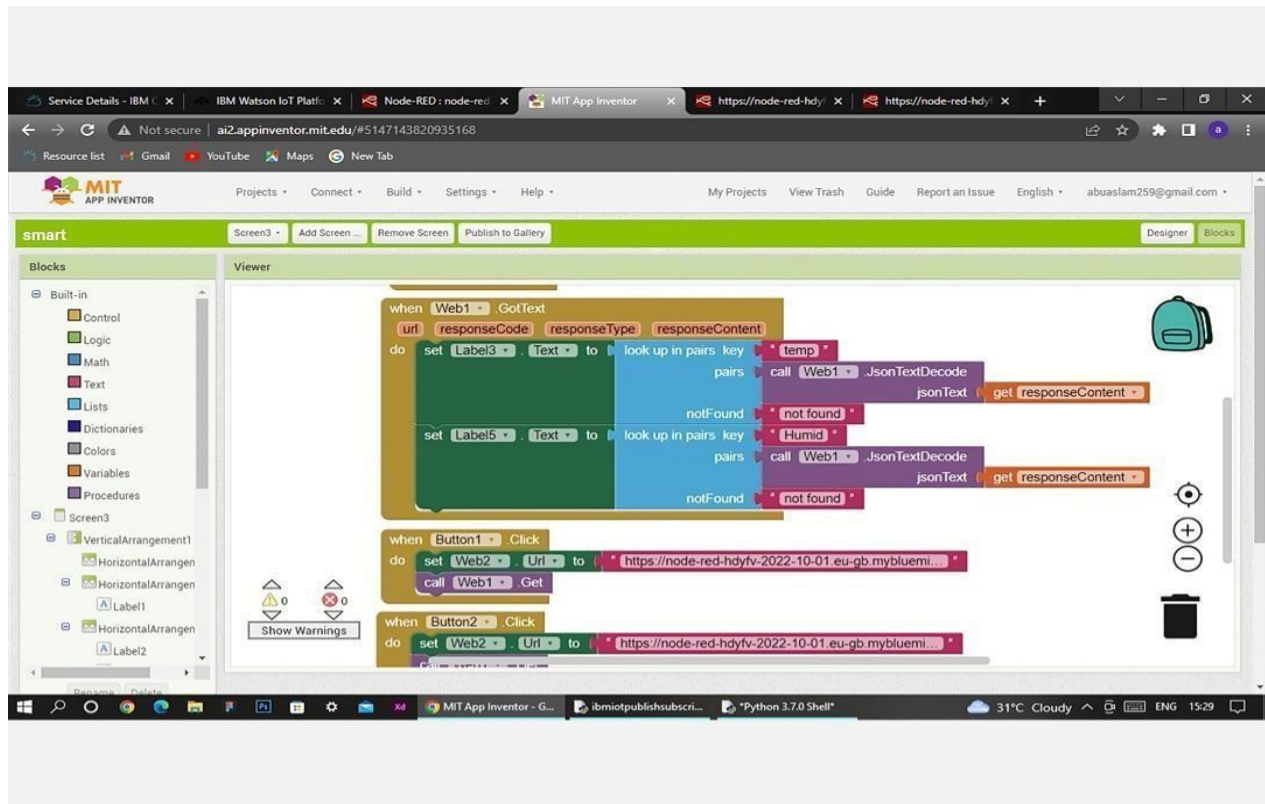 Service Details - IBM C IBM Watson IoT Platfo Node-RED : node-red MIT App Inventor https://node-red-hdyf https://node-red-hdyf
Not secure ai2.appinventor.mit.edu/#5147143820935168 a
Resource list Gmail YouTube Maps New Tab
MIT
APP INVENTOR
Projects Connect Build Settings Help My Projects View Trash Guide Report an Issue English abuaslam259@gmail.com
smart Screen3 Add Screen ... Remove Screen Publish to Gallery Designer Blocks
Blocks Viewer
Built-in
Control
Logic
Math
Text
Lists
Dictionaries
Colors
Variables
Procedures
Screen3
VerticalArrangement1
HorizontalArrangen
HorizontalArrangen
Label1
HorizontalArrangen
Label2
Rename Delete
when Web1 .GotText
url responseCode responseType responseContent
do set Label3 . Text to look up in pairs key " temp "
pairs call Web1 .JsonTextDecode
jsonText get responseContent
notFound " not found "
set Label5 . Text to look up in pairs key " Humid "
pairs call Web1 .JsonTextDecode
jsonText get responseContent
notFound " not found "
when Button1 .Click
do set Web2 . Url to " https://node-red-hdyfv-2022-10-01.eu-gb.mybluemi... "
call Web1 .Get
when Button2 .Click
do set Web2 . Url to " https://node-red-hdyfv-2022-10-01.eu-gb.mybluemi... "
0 0
Show Warnings
Ps Xd MIT App Inventor - G... ibmiotpublishsubscri... *Python 3.7.0 Shell* 31°C Cloudy ENG 15:29